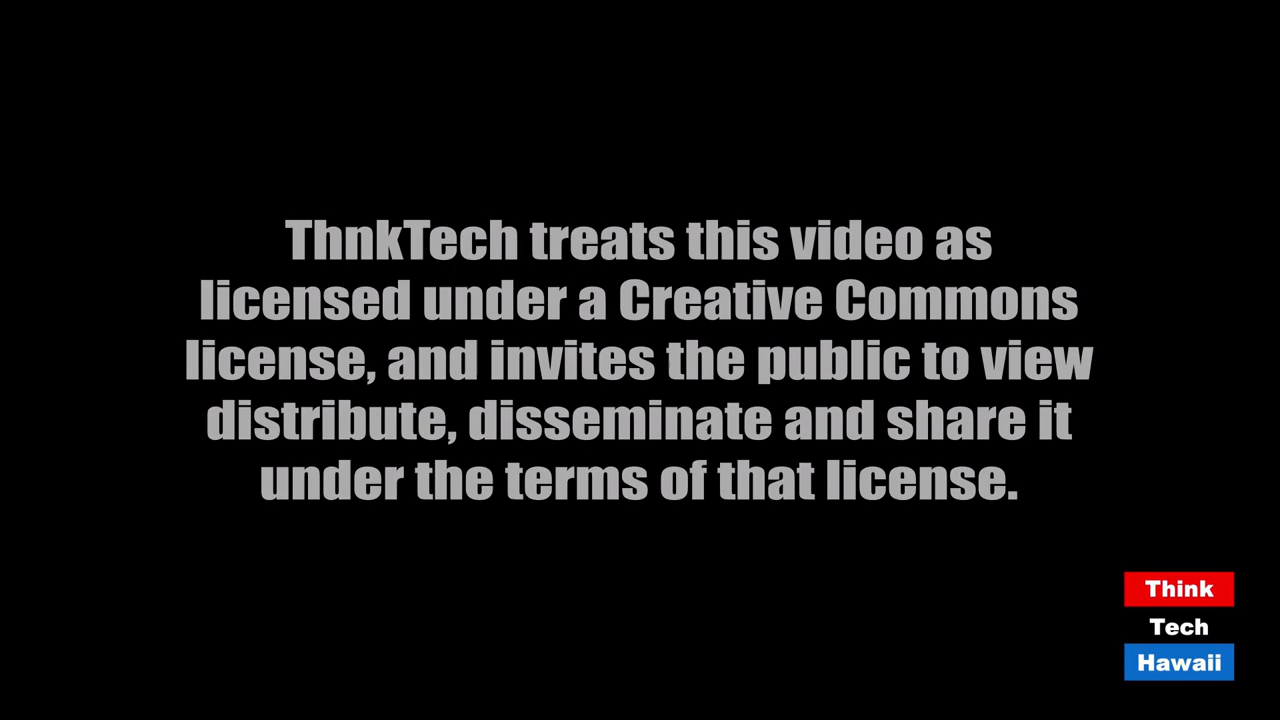 ThnkTech treats this video as
licensed under a Creative Commons
license, and invites the public to view
distribute, disseminate and share it
under the terms of that license.
Think
Tech
Hawaii